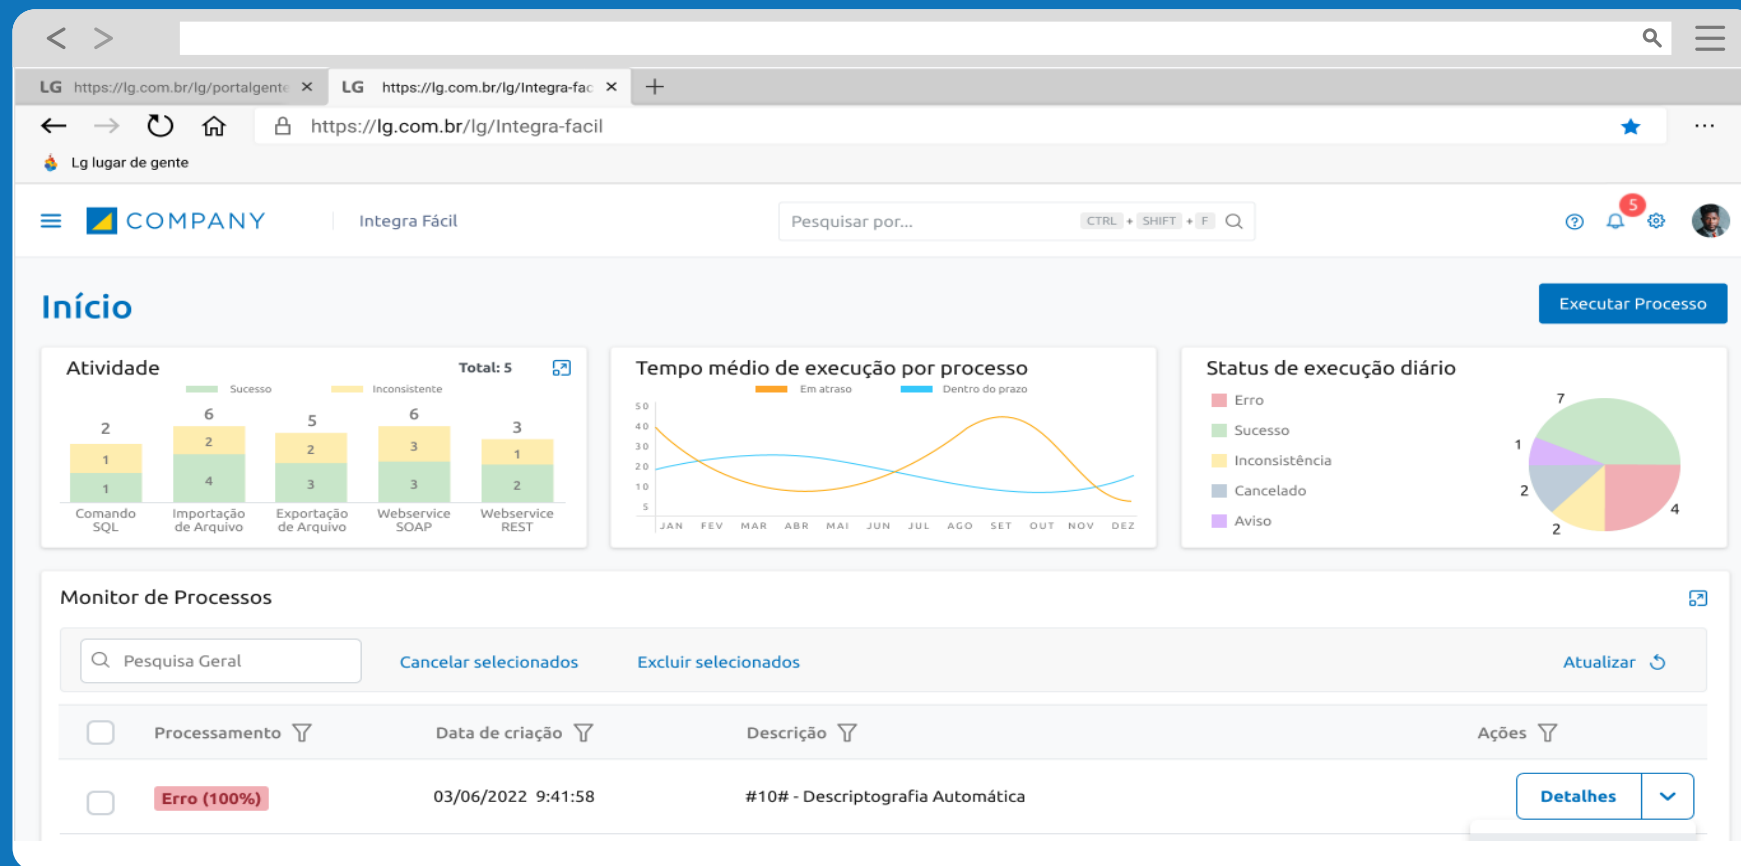 LG https://lg.com.br/lg/portalgente
LG https://lg.com.br/lg/Integra-fac
https://lg.com.br/lg/Integra-facil
Lg lugar de gente
COMPANY
Integra Fácil
Pesquisar por...
CTRL + SHIFT + F
5
Início
Executar Processo
Atividade
Total: 5
Sucesso
Inconsistente
2
6
5
6
3
1
2
2
3
1
1
4
3
3
2
Comando
SQL
Importação
de Arquivo
Exportação
de Arquivo
Webservice
SOAP
Webservice
REST
Tempo médio de execução por processo
Em atraso
Dentro do prazo
50
40
30
20
10
5
JAN FEV MAR ABR MAI JUN JUL AGO SET OUT NOV DEZ
Status de execução diário
Erro
Sucesso
Inconsistência
Cancelado
Aviso
7
1
2
2
4
Monitor de Processos
Pesquisa Geral
Cancelar selecionados
Excluir selecionados
Atualizar
Processamento
Data de criação
Descrição
Ações
Erro (100%)
03/06/2022 9:41:58
#10# - Descriptografia Automática
Detalhes